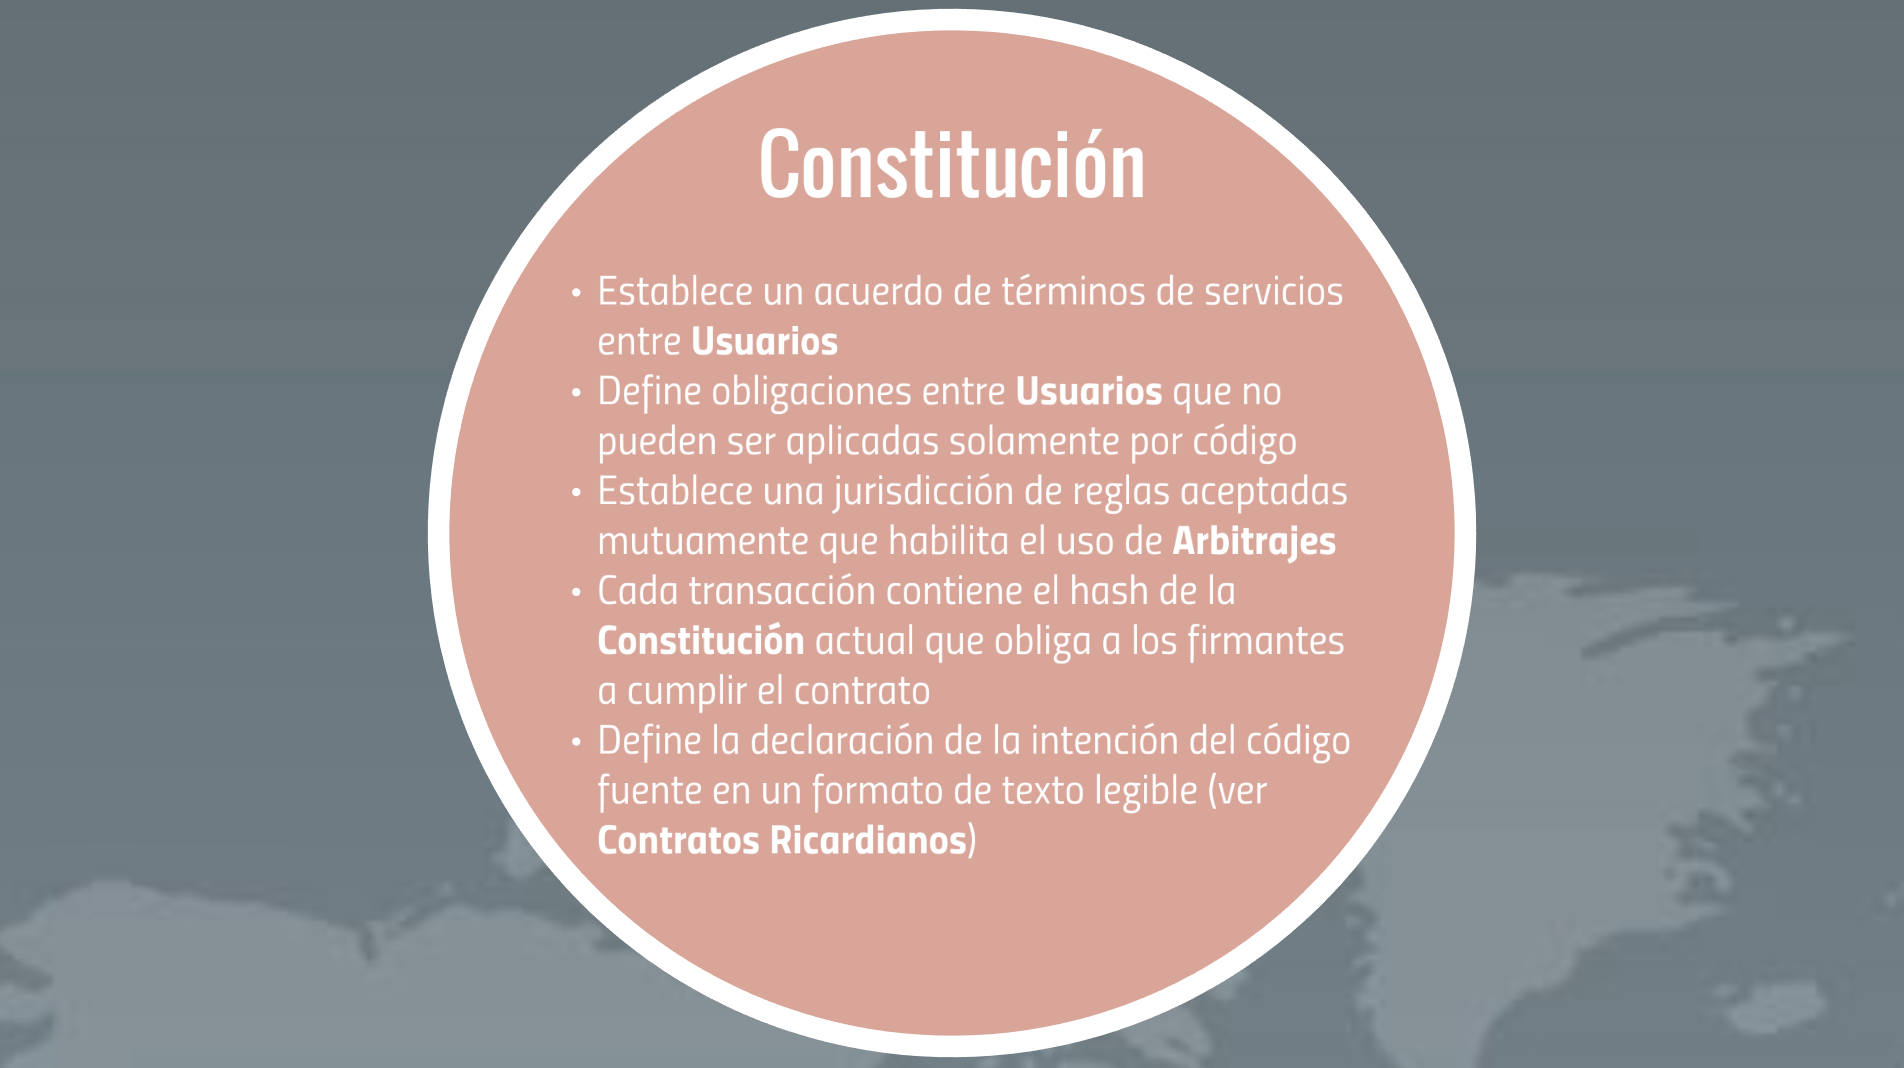 Constitución
• Establece un acuerdo de términos de servicios
entre Usuarios
• Define obligaciones entre Usuarios que no
pueden ser aplicadas solamente por código
• Establece una jurisdicción de reglas aceptadas
mutuamente que habilita el uso de Arbitrajes
• Cada transacción contiene el hash de la
Constitución actual que obliga a los firmantes
a cumplir el contrato
• Define la declaración de la intención del código
fuente en un formato de texto legible (ver
Contratos Ricardianos)